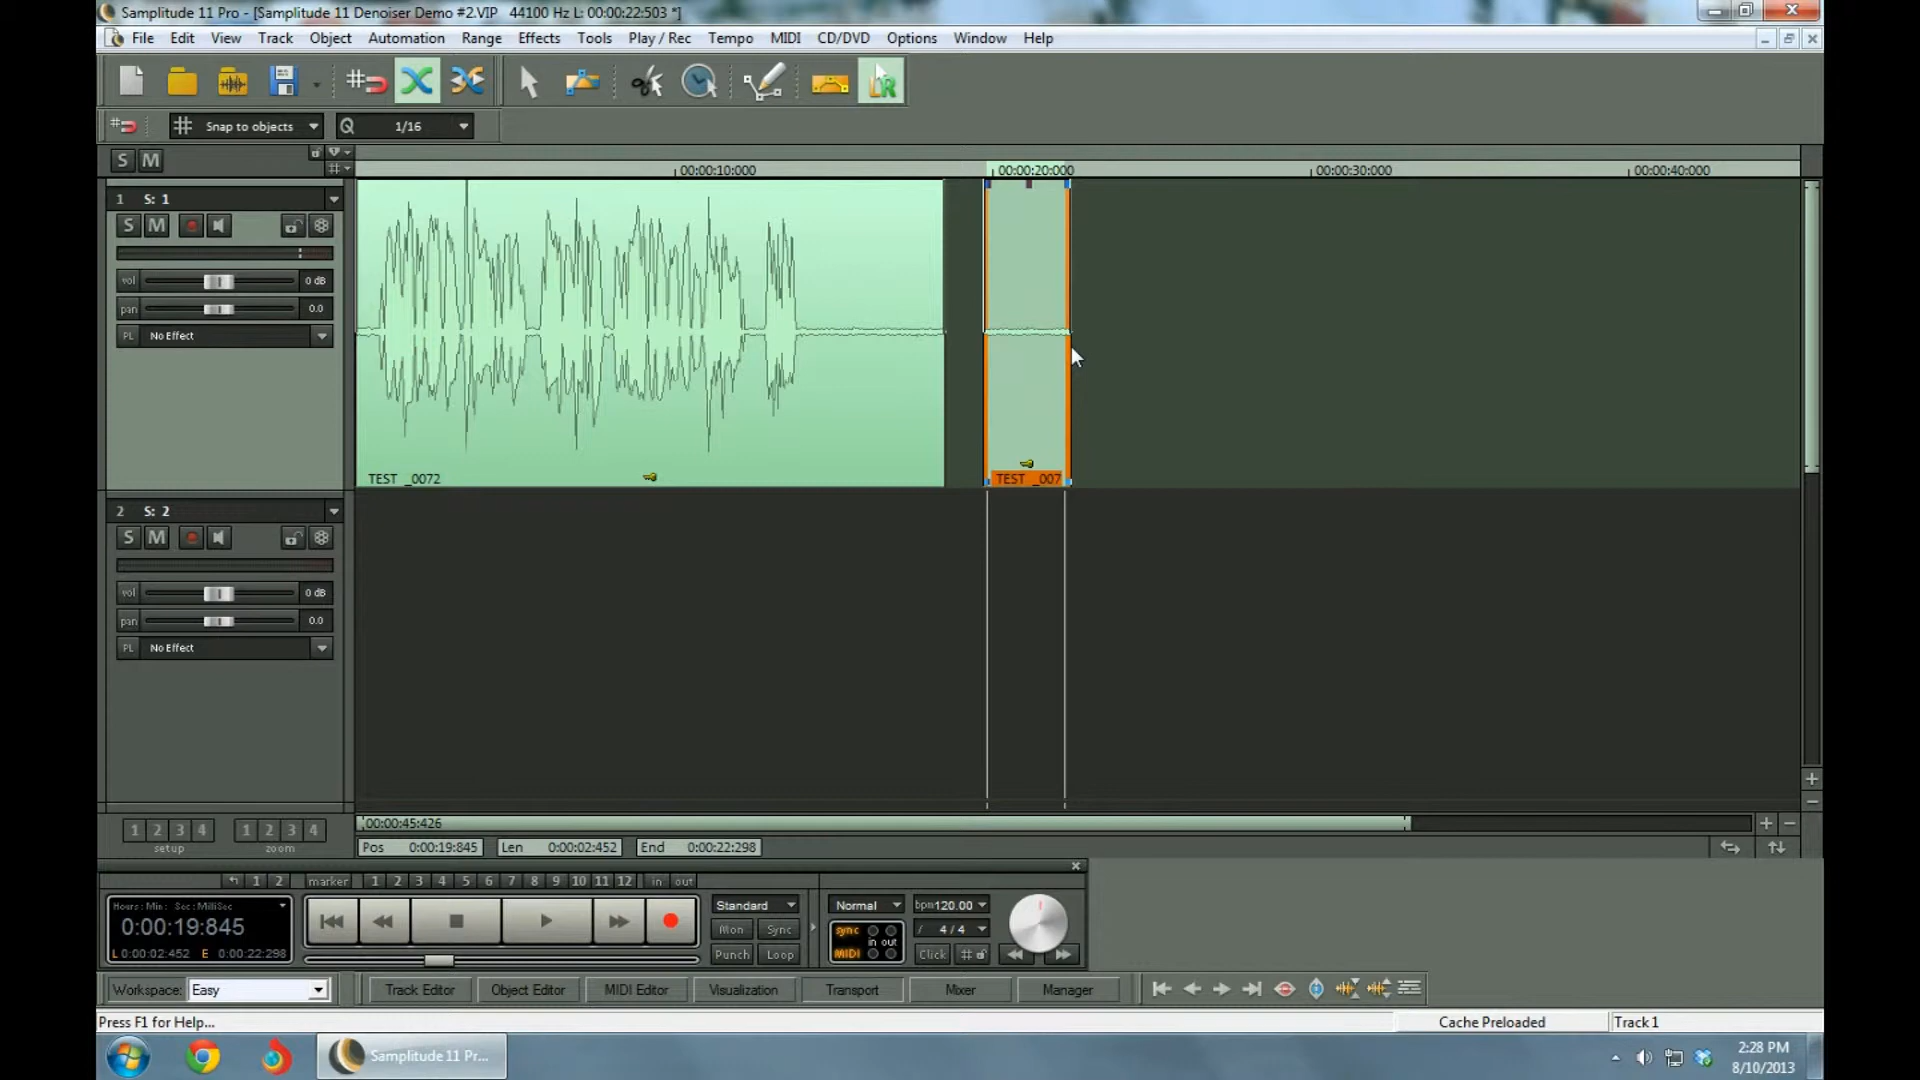 Samplitude 11 Pro - [Samplitude 11 Denoiser Demo #2.VIP   44100 Hz L: 00:00:22:503 *]
File Edit View Track Object Automation Range Effects Tools Play / Rec Tempo MIDI CD/DVD Options Window Help
Snap to objects Q 1/16
S M
00:00:10:000 00:00:20:000 00:00:30:000 00:00:40:000
1 S: 1
S M
vol 0 dB
pan 0.0
PL No Effect
TEST _0072
TEST _007
2 S: 2
S M
vol 0 dB
pan 0.0
PL No Effect
1 2 3 4 1 2 3 4
setup zoom
00:00:45:426
Pos 0:00:19:845 Len 0:00:02:452 End 0:00:22:298
1 2 marker 1 2 3 4 5 6 7 8 9 10 11 12 in out
Hours: Min: Sec: MilliSec
0:00:19:845
L 0:00:02:452 E 0:00:22:298
Standard
Mon Sync
Punch Loop
Normal bpm 120.00
sync in out
MIDI
/ 4 / 4
Click #
Workspace: Easy
Track Editor Object Editor MIDI Editor Visualization Transport Mixer Manager
Press F1 for Help...
Cache Preloaded Track 1
Samplitude 11 Pr...
2:28 PM
8/10/2013